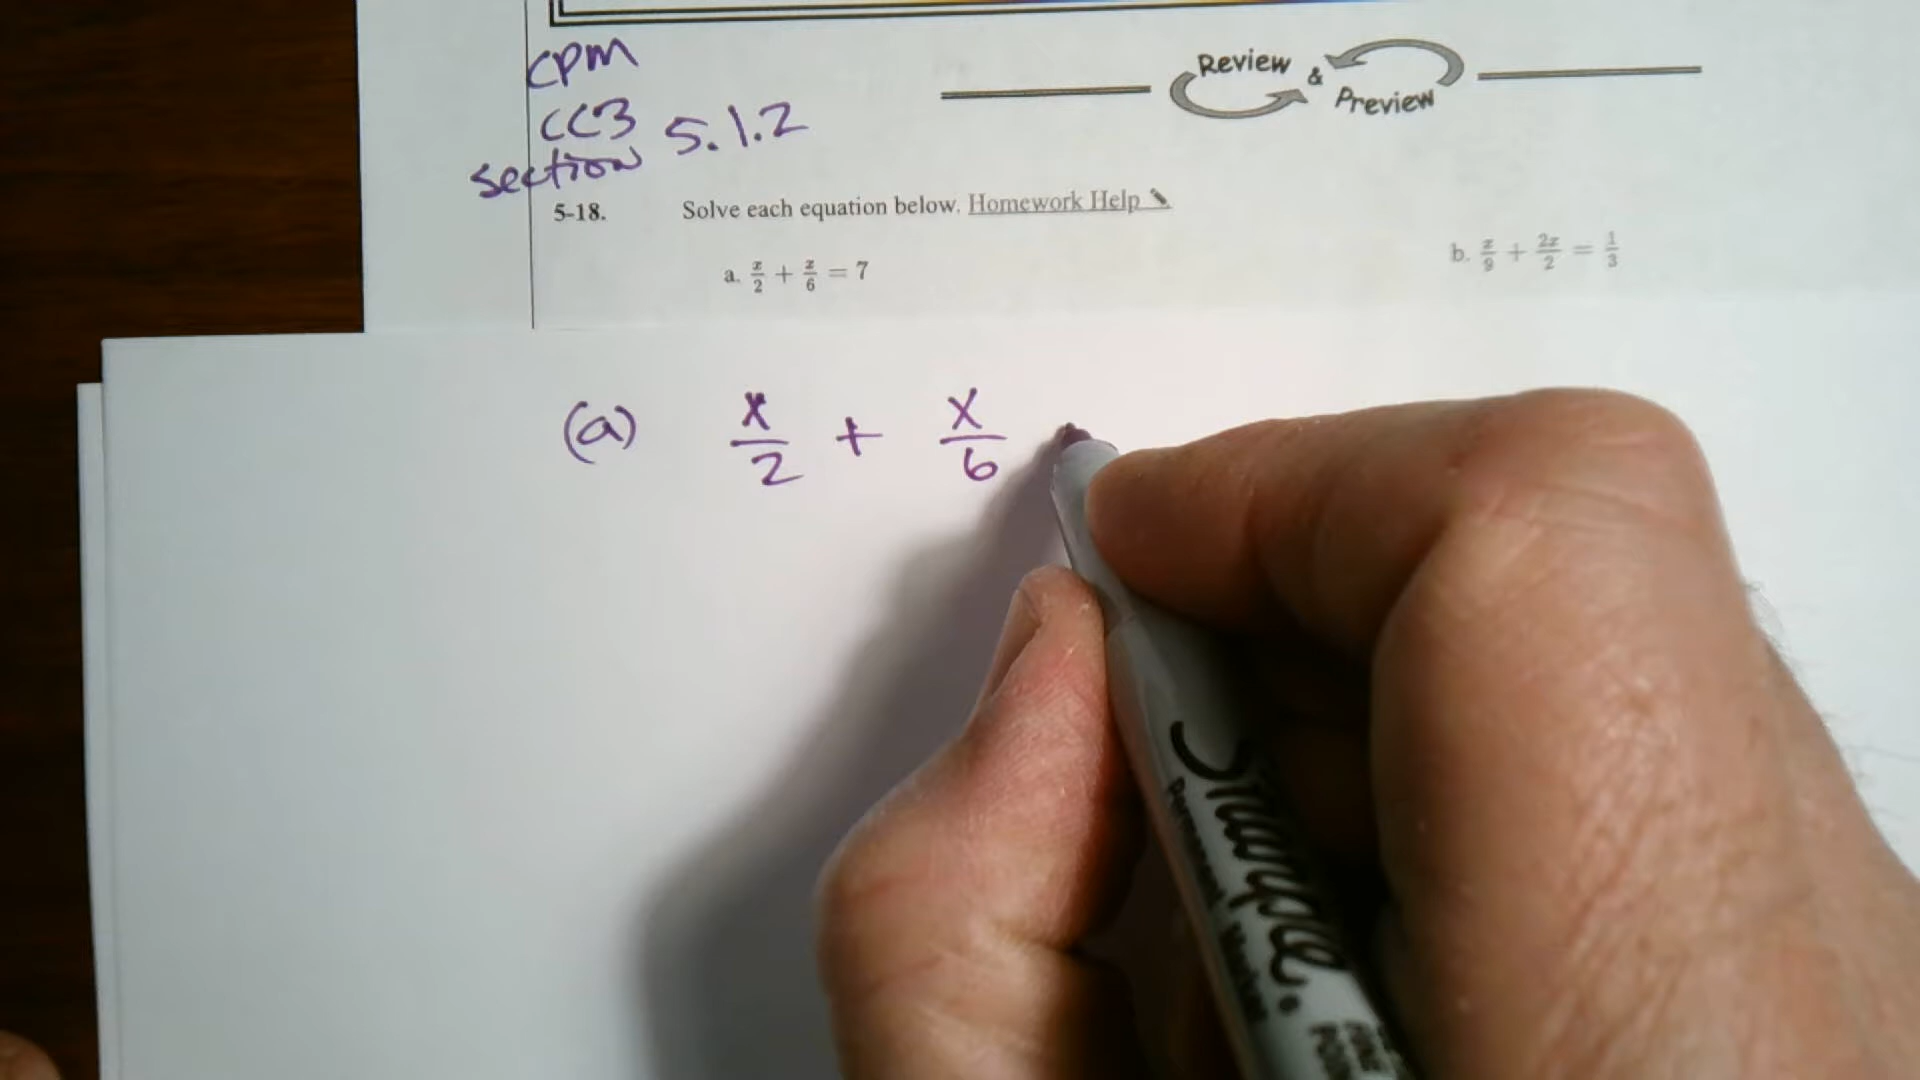 CPM
CC3
section 5.1.2
Review & Preview
5-18. Solve each equation below. Homework Help
a. x/2 + x/6 = 7
b. x/9 + 2x/2 = 1/3
(a) x/2 + x/6
Sharpie.